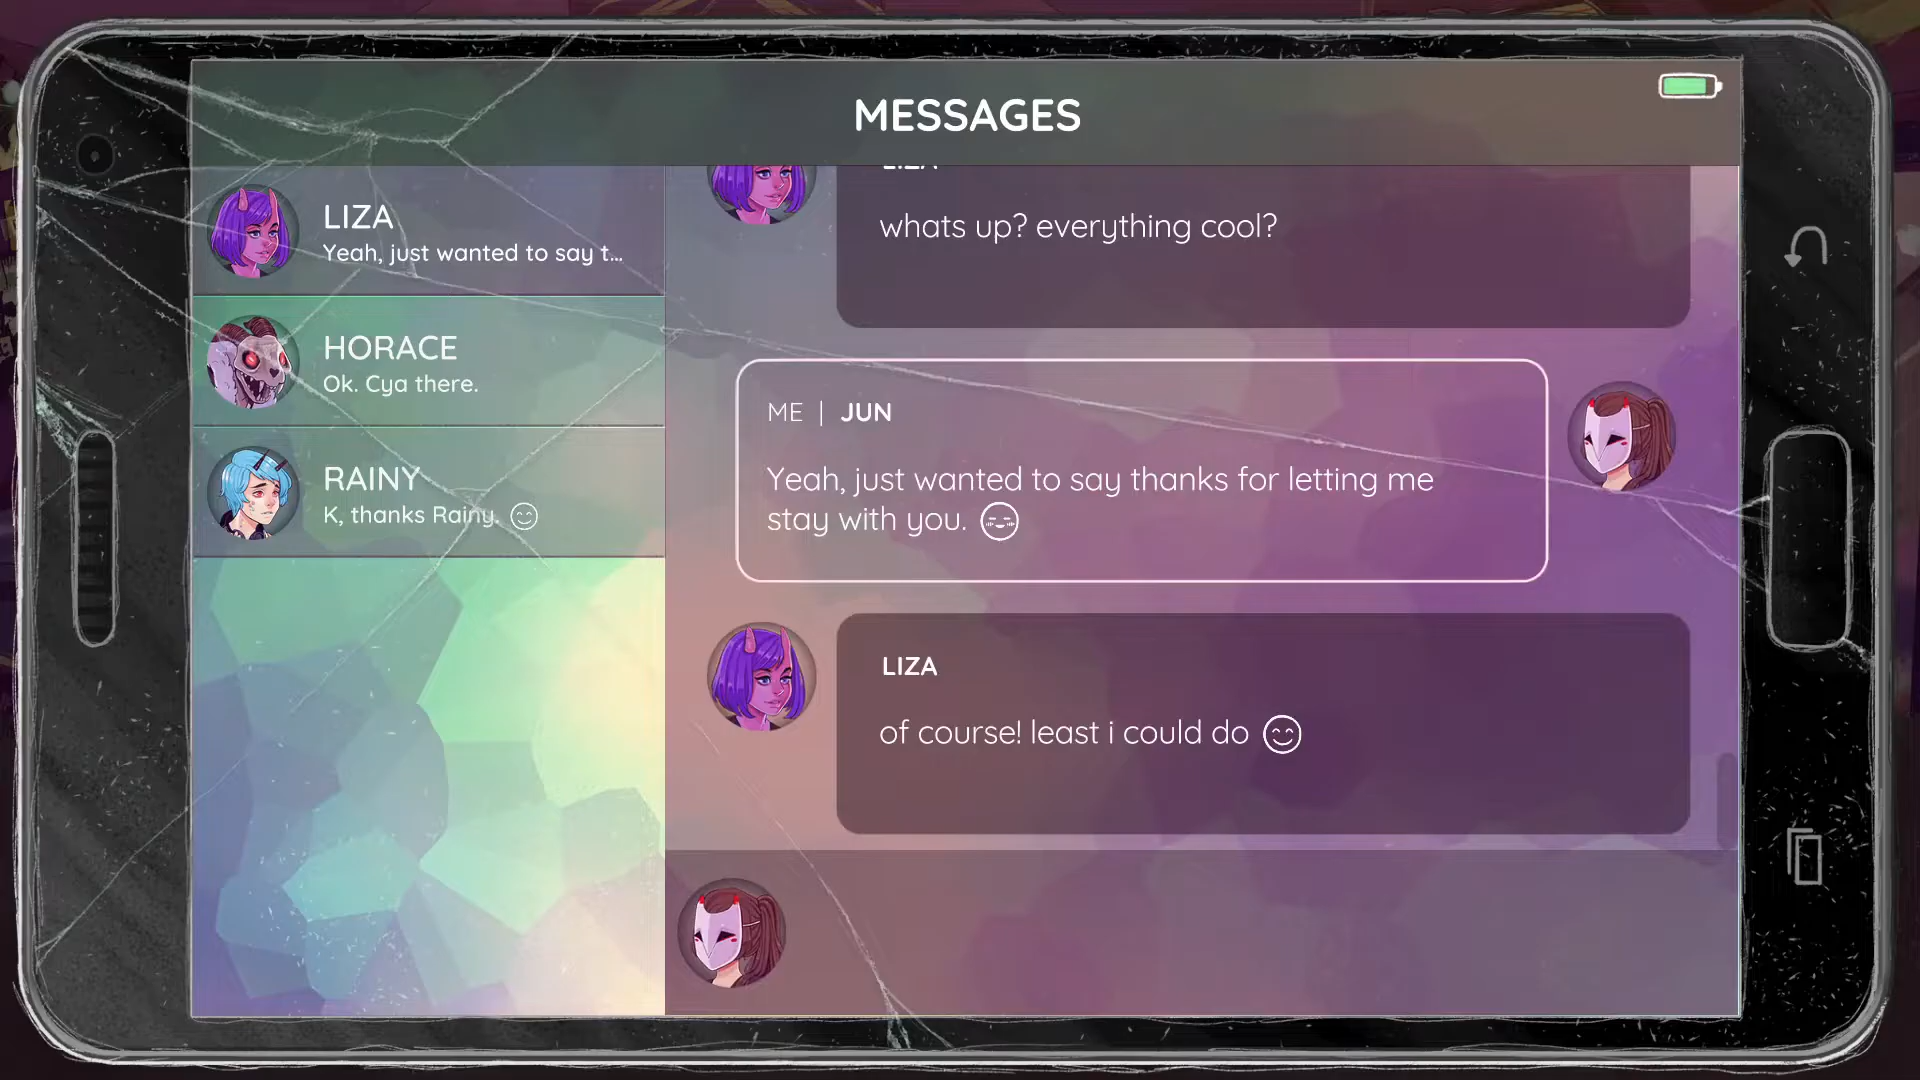 MESSAGES
LIZA
Yeah, just wanted to say t...
HORACE
Ok. Cya there.
RAINY
K, thanks Rainy.
LIZA
whats up? everything cool?
ME | JUN
Yeah, just wanted to say thanks for letting me
stay with you.
LIZA
of course! least i could do